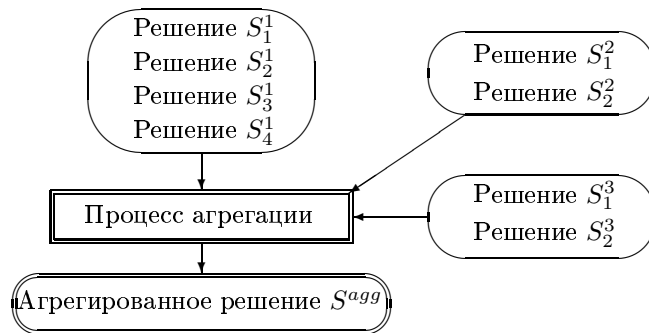 Решение $S_1^1$
Решение $S_2^1$
Решение $S_3^1$
Решение $S_4^1$
Решение $S_1^2$
Решение $S_2^2$
Процесс агрегации
Решение $S_1^3$
Решение $S_2^3$
Агрегированное решение $S^{agg}$